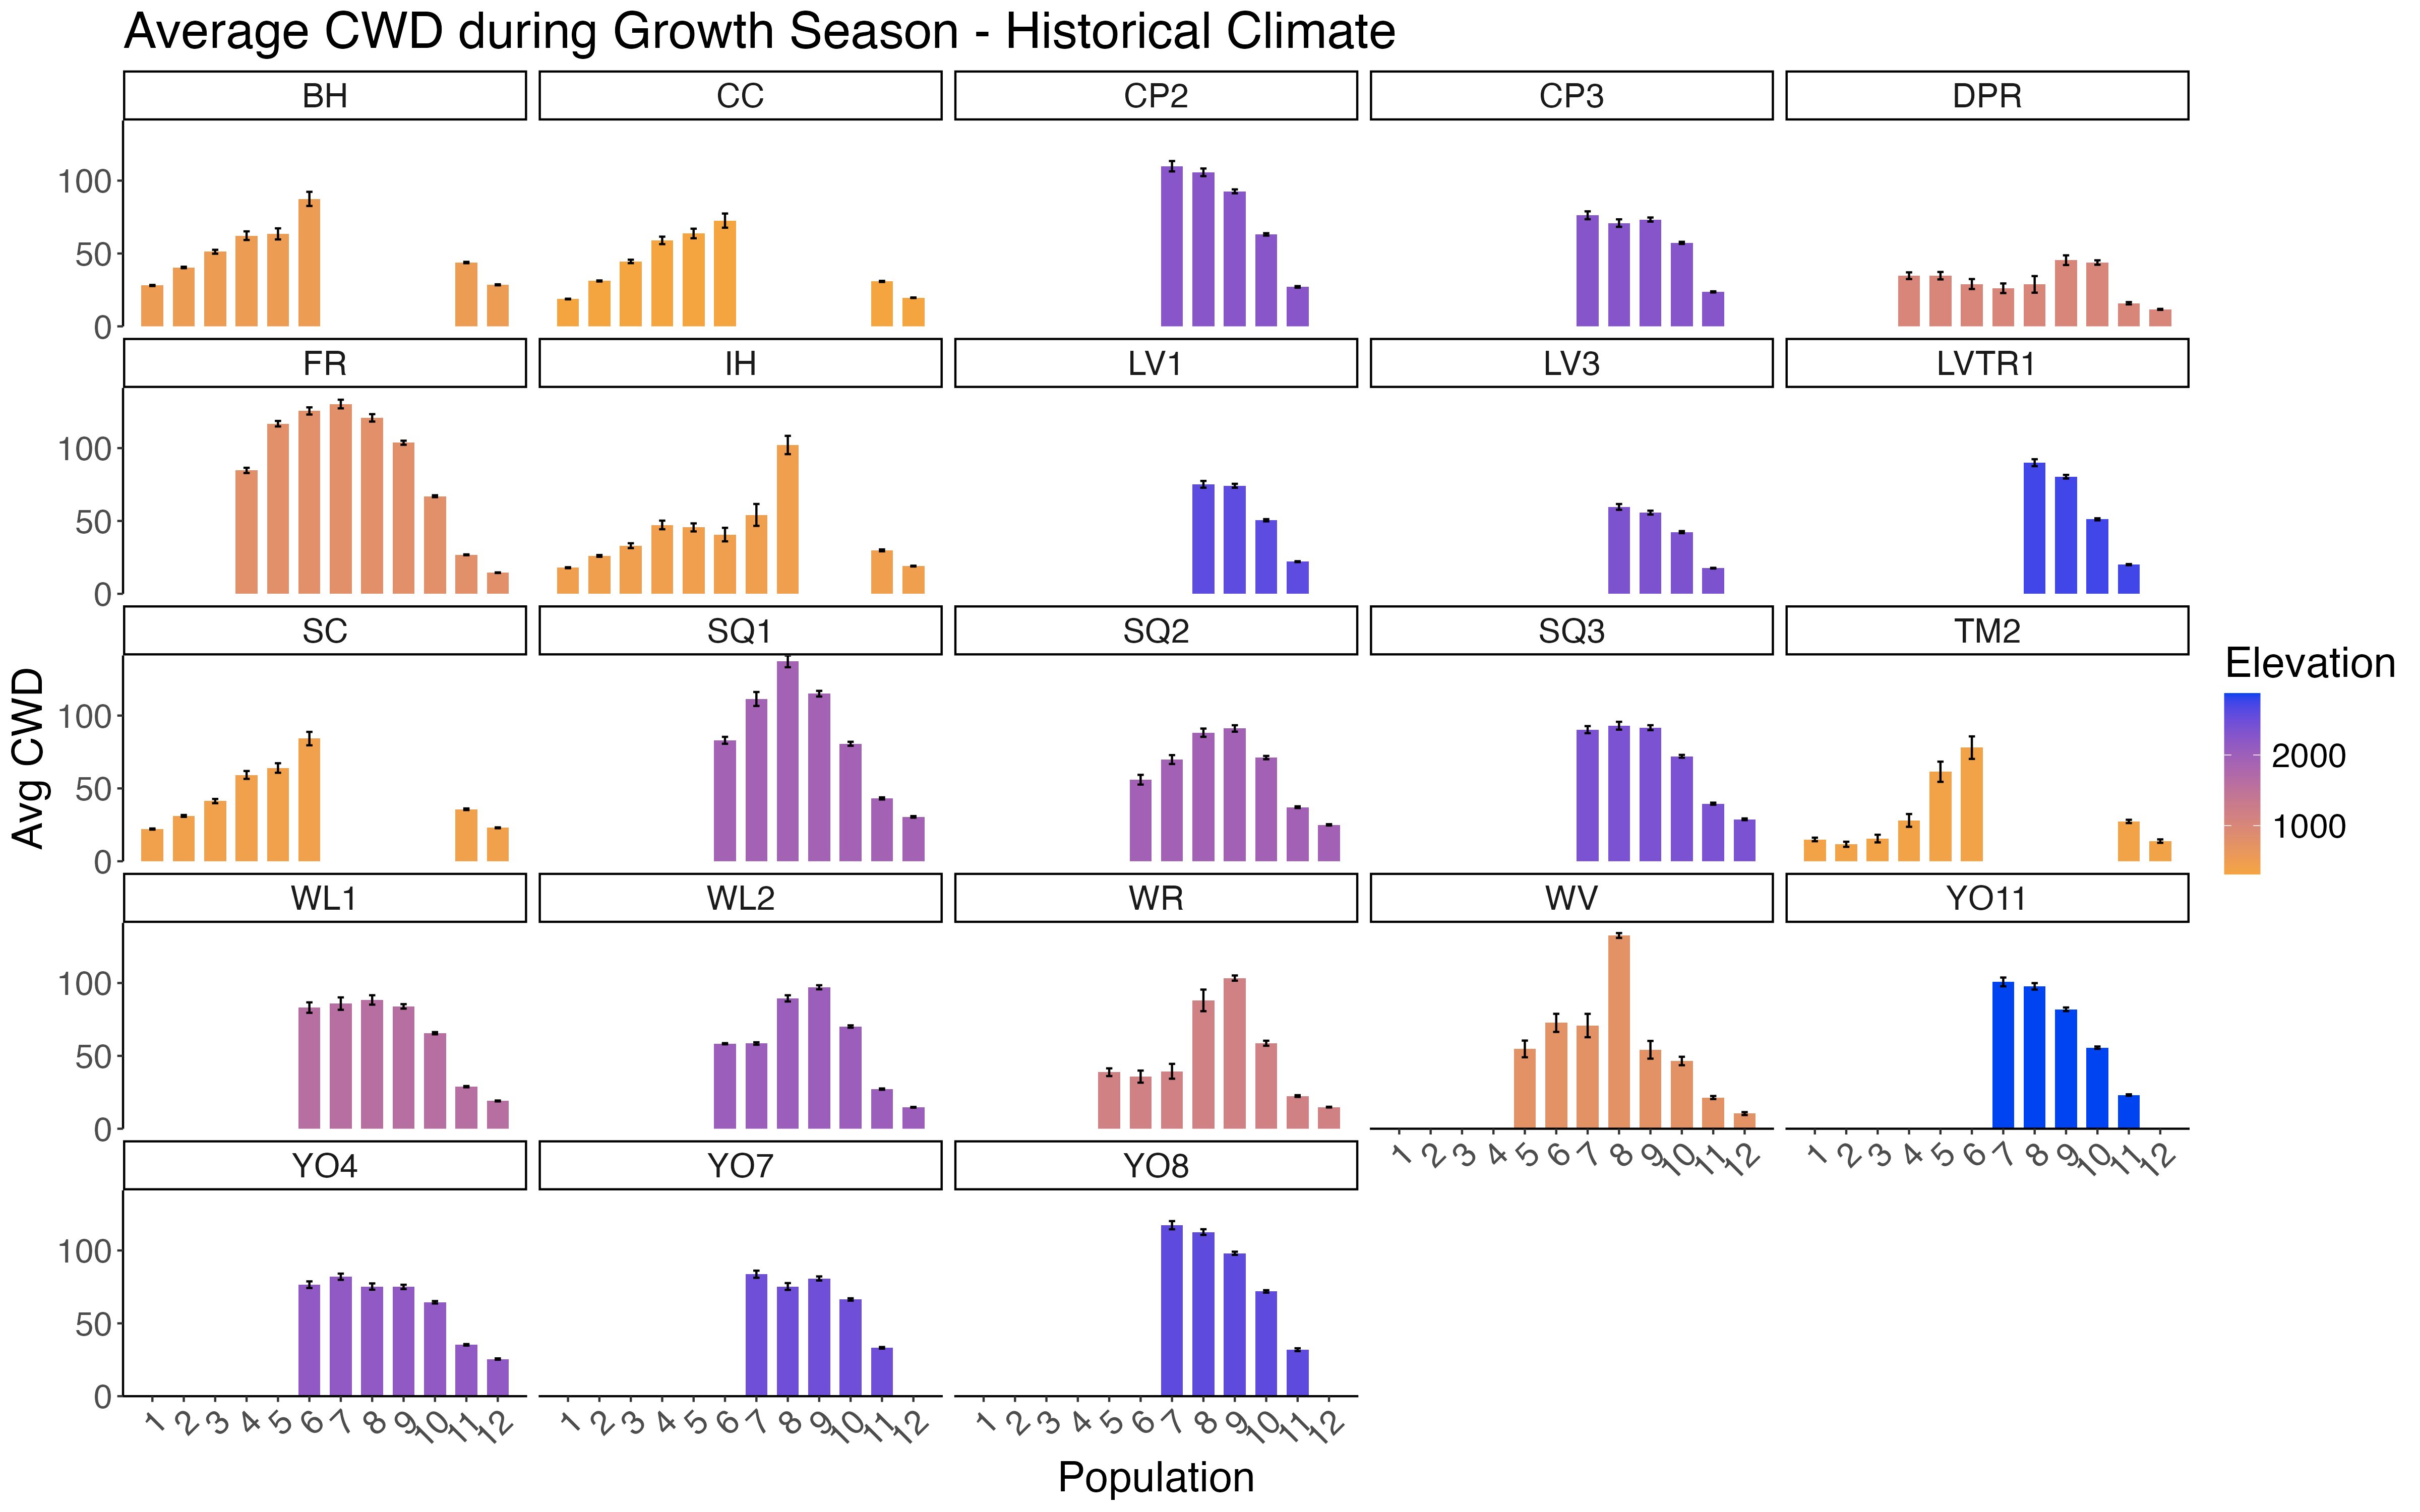 Average CWD during Growth Season - Historical Climate
BH CC CP2 CP3 DPR
100
50
0
FR IH LV1 LV3 LVTR1
100
50
0
SC SQ1 SQ2 SQ3 TM2
100
50
0
WL1 WL2 WR WV YO11
100
50
0
1 2 3 4 5 6 7 8 9 10 11 12 1 2 3 4 5 6 7 8 9 10 11 12
YO4 YO7 YO8
100
50
0
1 2 3 4 5 6 7 8 9 10 11 12 1 2 3 4 5 6 7 8 9 10 11 12 1 2 3 4 5 6 7 8 9 10 11 12
Population
Avg CWD
Elevation
2000
1000